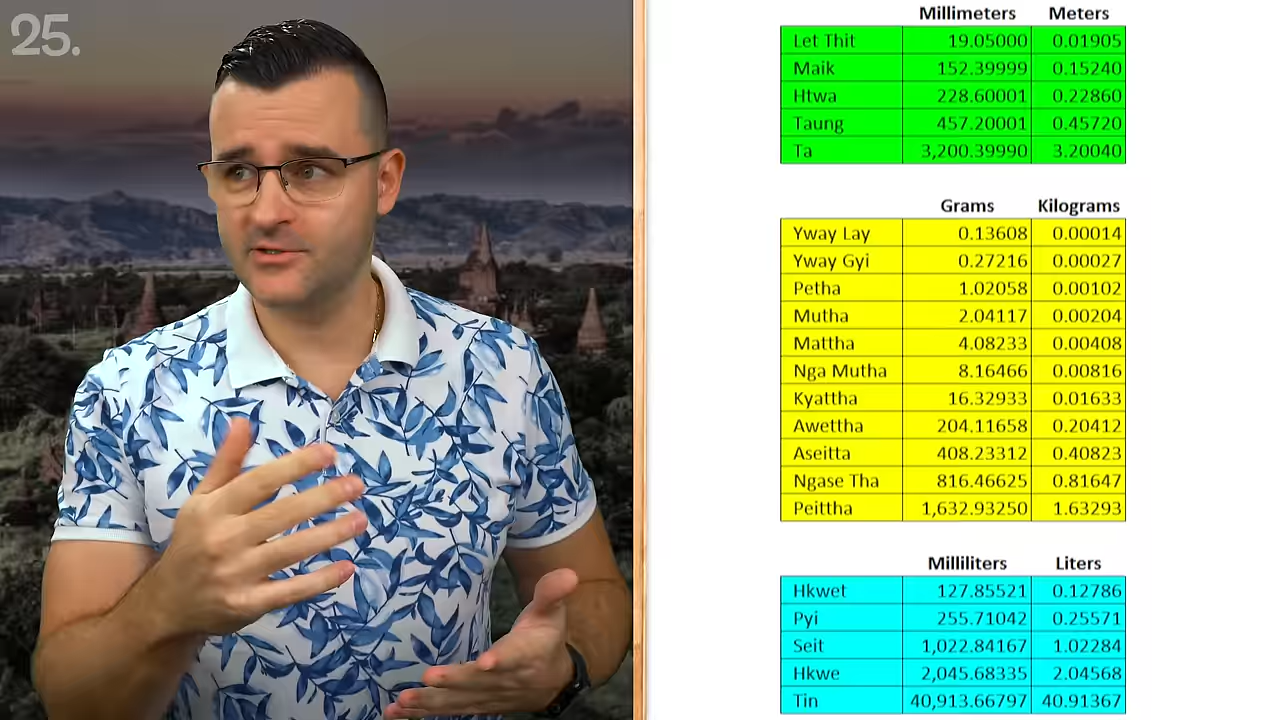 25.
Millimeters Meters
Let Thit 19.05000 0.01905
Maik 152.39999 0.15240
Htwa 228.60001 0.22860
Taung 457.20001 0.45720
Ta 3,200.39990 3.20040
Grams Kilograms
Yway Lay 0.13608 0.00014
Yway Gyi 0.27216 0.00027
Petha 1.02058 0.00102
Mutha 2.04117 0.00204
Mattha 4.08233 0.00408
Nga Mutha 8.16466 0.00816
Kyattha 16.32933 0.01633
Awettha 204.11658 0.20412
Aseitta 408.23312 0.40823
Ngase Tha 816.46625 0.81647
Peittha 1,632.93250 1.63293
Milliliters Liters
Hkwet 127.85521 0.12786
Pyi 255.71042 0.25571
Seit 1,022.84167 1.02284
Hkwe 2,045.68335 2.04568
Tin 40,913.66797 40.91367